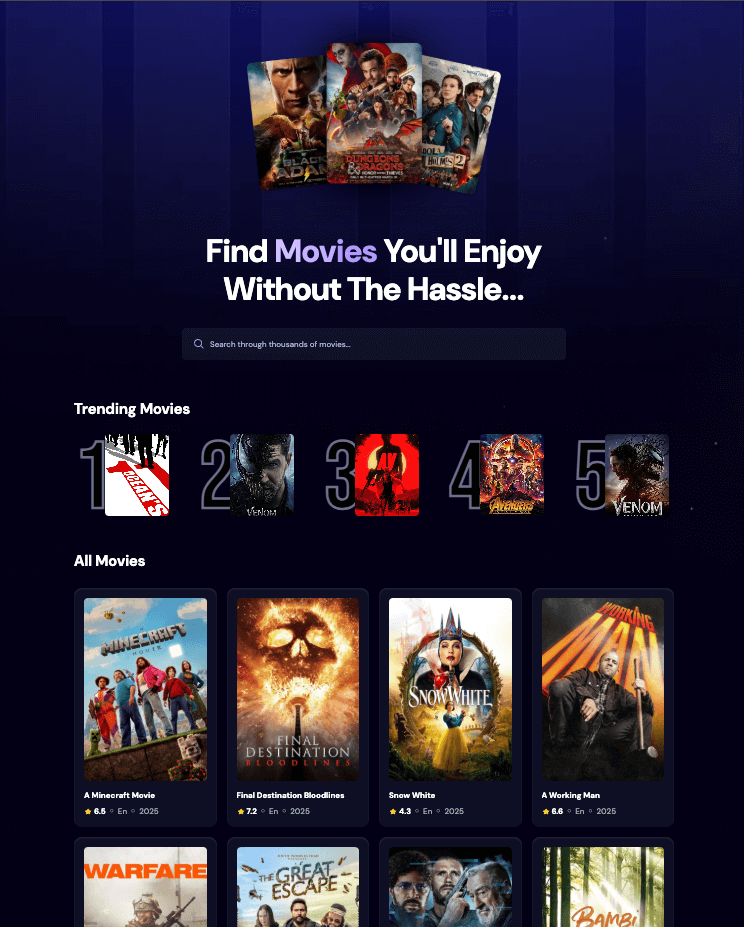 BLACK
ADAM
DUNGEONS
& DRAGONS
HONOR AMONG THIEVES
HOLMES 2
Find Movies You'll Enjoy
Without The Hassle...
Search through thousands of movies...
Trending Movies
1
OCEAN'S
2
VENOM
3
4
AVENGERS
5
VENOM
All Movies
A MINECRAFT
MOVIE
FINAL
DESTINATION
BLOODLINES
SNOW WHITE
WORKING
MAN
A Minecraft Movie
6.5 En 2025
Final Destination Bloodlines
7.2 En 2025
Snow White
4.3 En 2025
A Working Man
6.6 En 2025
WARFARE
THE GREAT
ESCAPE
BAMBI